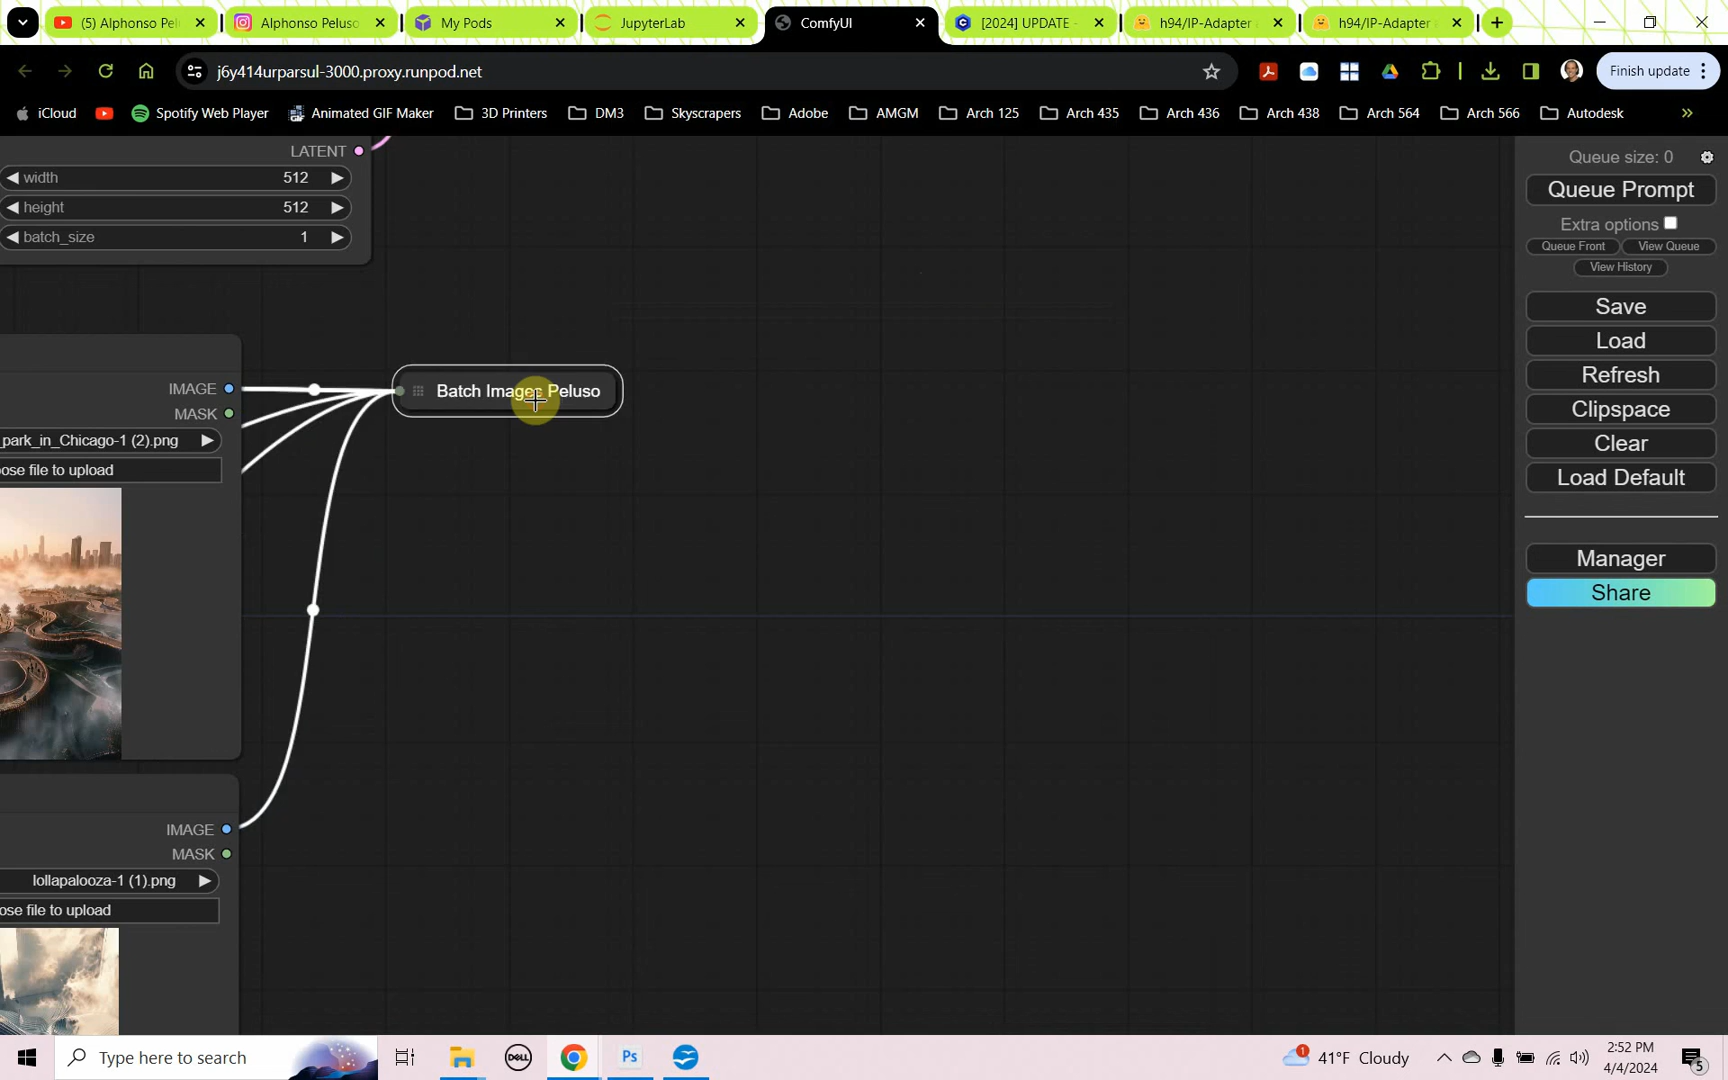 (5) Alphonso Pel
Alphonso Peluso
My Pods
JupyterLab
ComfyUI
[2024] UPDATE -
h94/IP-Adapter
h94/IP-Adapter
j6y414urparsul-3000.proxy.runpod.net
Finish update
iCloud
Spotify Web Player
Animated GIF Maker
3D Printers
DM3
Skyscrapers
Adobe
AMGM
Arch 125
Arch 435
Arch 436
Arch 438
Arch 564
Arch 566
Autodesk
LATENT
width 512
height 512
batch_size 1
IMAGE
MASK
_park_in_Chicago-1 (2).png
ose file to upload
Batch Images Peluso
IMAGE
MASK
lollapalooza-1 (1).png
ose file to upload
Queue size: 0
Queue Prompt
Extra options
Queue Front
View Queue
View History
Save
Load
Refresh
Clipspace
Clear
Load Default
Manager
Share
Type here to search
DELL
Ps
1
41°F Cloudy
2:52 PM
4/4/2024
5